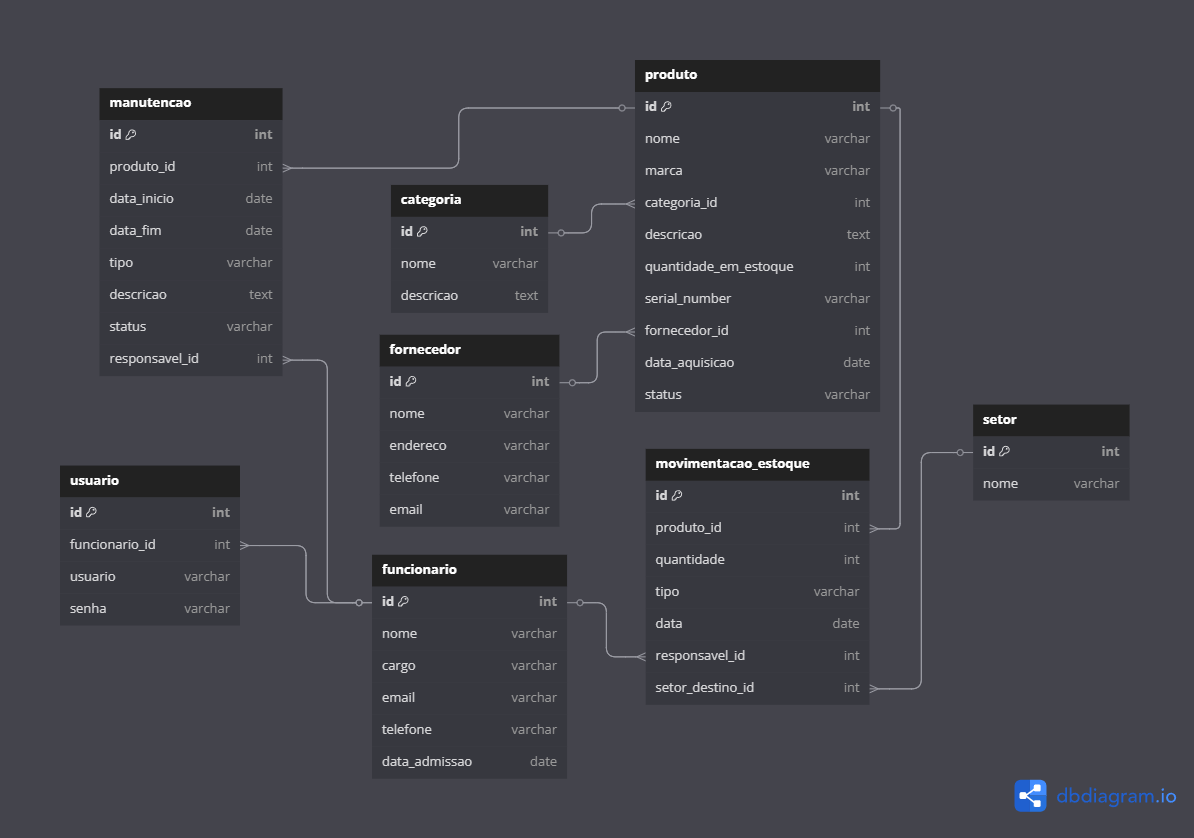 manutencao
id int
produto_id int
data_inicio date
data_fim date
tipo varchar
descricao text
status varchar
responsavel_id int
produto
id int
nome varchar
marca varchar
categoria_id int
descricao text
quantidade_em_estoque int
serial_number varchar
fornecedor_id int
data_aquisicao date
status varchar
categoria
id int
nome varchar
descricao text
fornecedor
id int
nome varchar
endereco varchar
telefone varchar
email varchar
setor
id int
nome varchar
usuario
id int
funcionario_id int
usuario varchar
senha varchar
funcionario
id int
nome varchar
cargo varchar
email varchar
telefone varchar
data_admissao date
movimentacao_estoque
id int
produto_id int
quantidade int
tipo varchar
data date
responsavel_id int
setor_destino_id int
dbdiagram.io